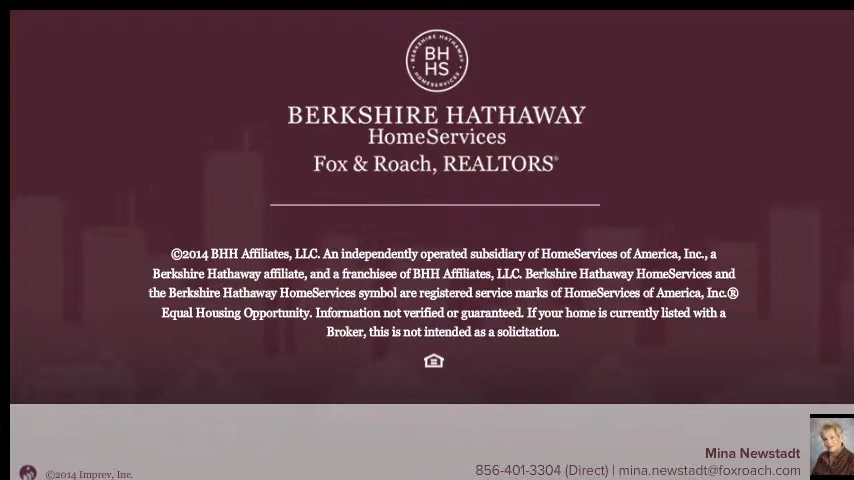 BERKSHIRE HATHAWAY
BH
HS
HOMESERVICES
BERKSHIRE HATHAWAY
HomeServices
Fox & Roach, REALTORS®
©2014 BHH Affiliates, LLC. An independently operated subsidiary of HomeServices of America, Inc., a
Berkshire Hathaway affiliate, and a franchisee of BHH Affiliates, LLC. Berkshire Hathaway HomeServices and
the Berkshire Hathaway HomeServices symbol are registered service marks of HomeServices of America, Inc.®
Equal Housing Opportunity. Information not verified or guaranteed. If your home is currently listed with a
Broker, this is not intended as a solicitation.
Mina Newstadt
856-401-3304 (Direct) | mina.newstadt@foxroach.com
©2014 Imprev, Inc.